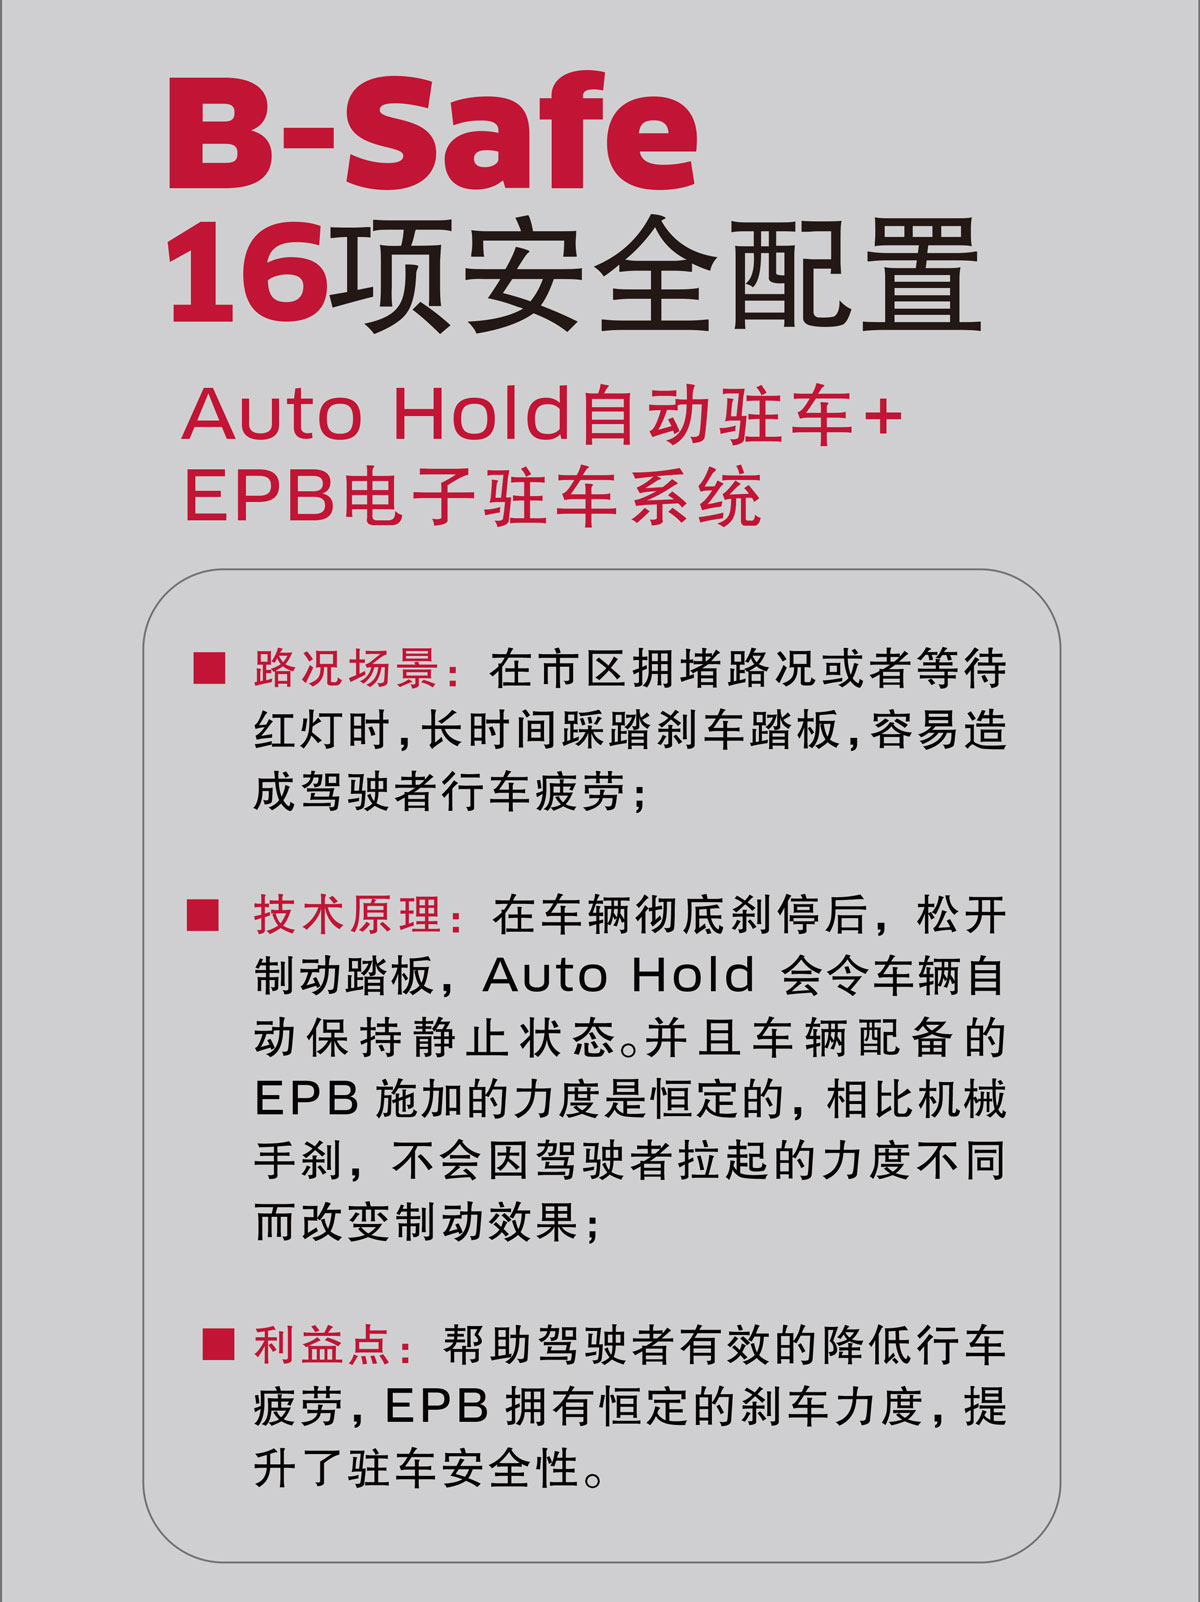 B-Safe
16项安全配置
Auto Hold自动驻车+
EPB电子驻车系统
■ 路况场景：在市区拥堵路况或者等待
红灯时,长时间踩踏刹车踏板,容易造
成驾驶者行车疲劳；
■ 技术原理：在车辆彻底刹停后，松开
制动踏板，Auto Hold 会令车辆自
动保持静止状态。并且车辆配备的
EPB 施加的力度是恒定的，相比机械
手刹，不会因驾驶者拉起的力度不同
而改变制动效果；
■ 利益点：帮助驾驶者有效的降低行车
疲劳，EPB 拥有恒定的刹车力度，提
升了驻车安全性。